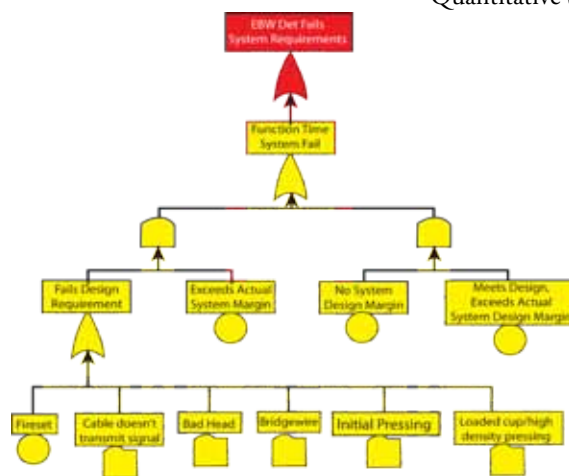 Quantitative
EBW Det Fails
System Requirements
Function Time
System Fail
Fails Design
Requirement
Exceeds Actual
System Margin
No System
Design Margin
Meets Design,
Exceeds Actual
System Design Margin
Fireset
Cable doesn't
transmit signal
Bad Head
Bridgewire
Initial Pressing
Loaded cup/high
density pressing